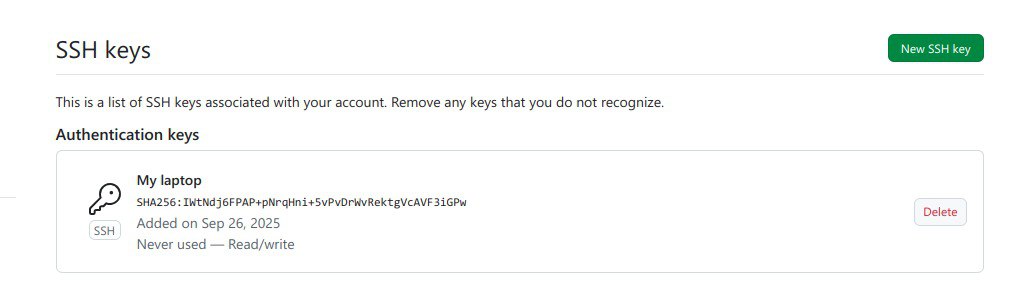 SSH keys
New SSH key
This is a list of SSH keys associated with your account. Remove any keys that you do not recognize.
Authentication keys
My laptop
SHA256:IWtNdj6FPAP+pNrqHni+5vPvDrWvRektgVcAVF3iGPw
Added on Sep 26, 2025
Never used — Read/write
SSH
Delete